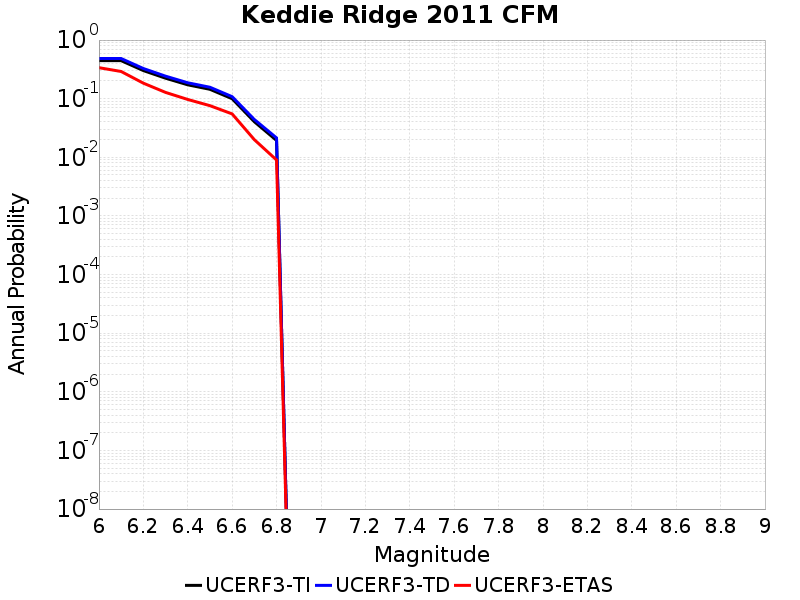 Keddie Ridge 2011 CFM
Annual Probability
10^0
10^-1
10^-2
10^-3
10^-4
10^-5
10^-6
10^-7
10^-8
6 6.2 6.4 6.6 6.8 7 7.2 7.4 7.6 7.8 8 8.2 8.4 8.6 8.8 9
Magnitude
UCERF3-TI UCERF3-TD UCERF3-ETAS